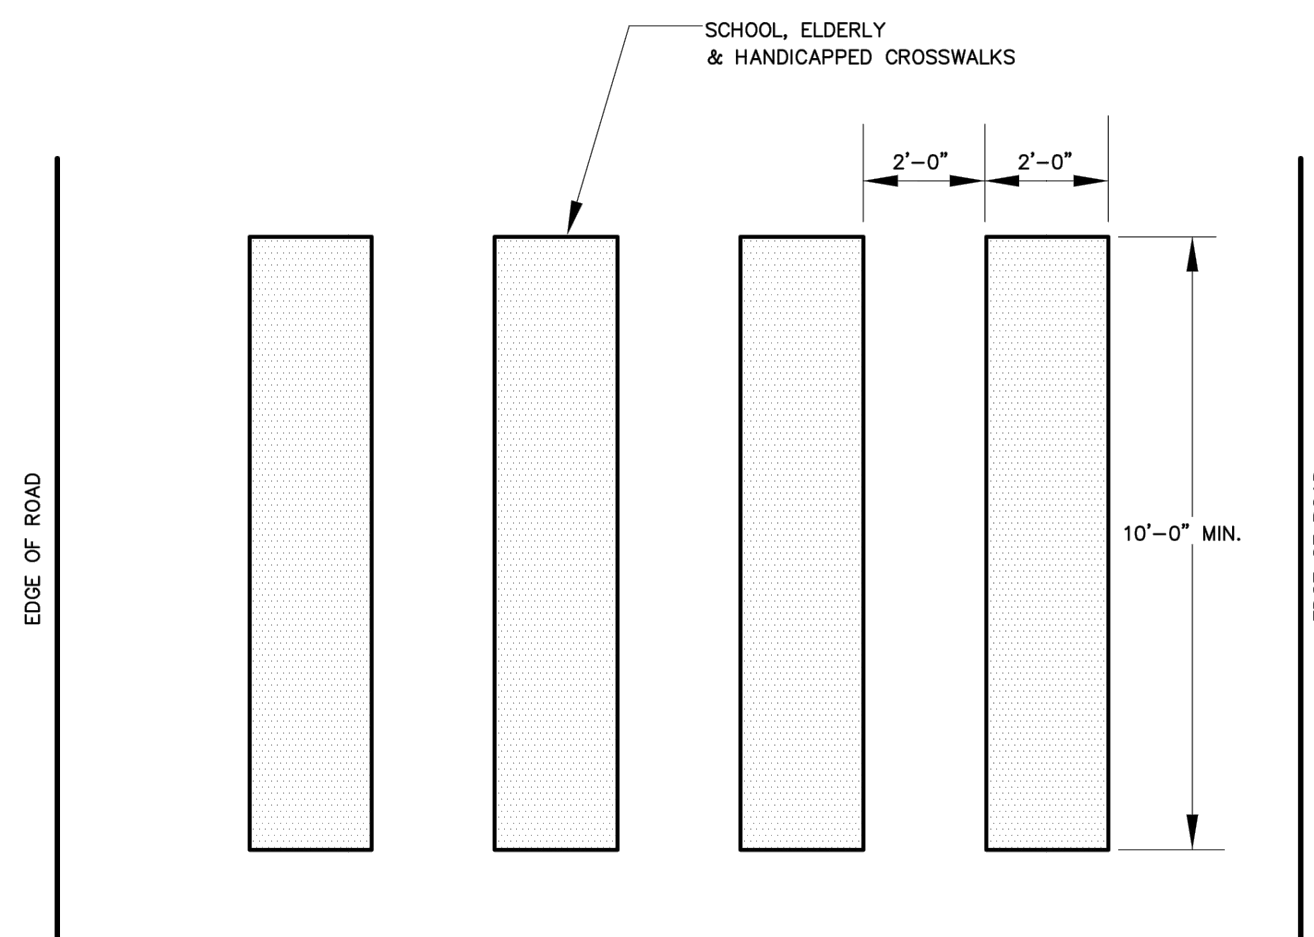 SCHOOL, ELDERLY
& HANDICAPPED CROSSWALKS
2'-0" 2'-0"
EDGE OF ROAD
10'-0" MIN.